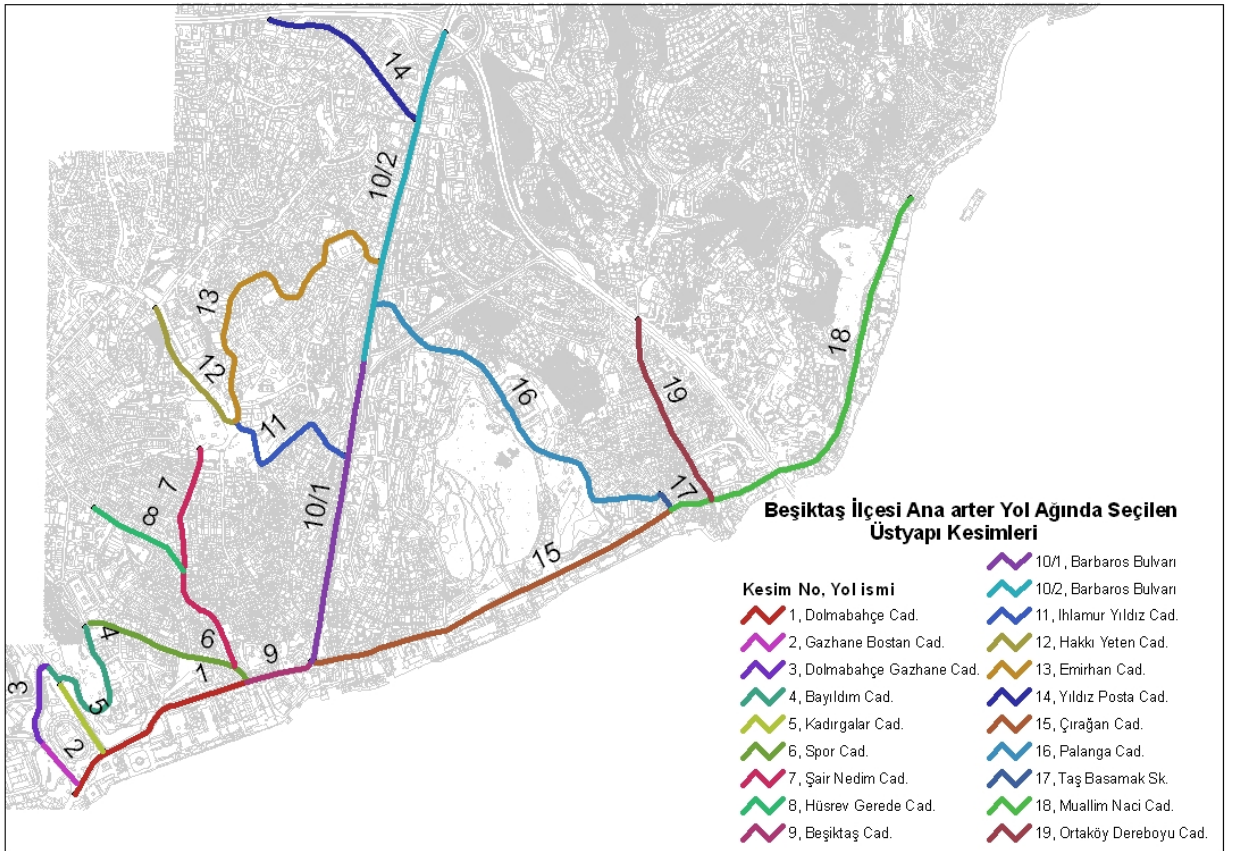 14
10/2
13
12
18
16
19
11
7
10/1
17
8
15
4
6
9
1
3
5
2
Beşiktaş İlçesi Ana arter Yol Ağında Seçilen
Üstyapı Kesimleri
Kesim No, Yol ismi
1, Dolmabahçe Cad.
2, Gazhane Bostan Cad.
3, Dolmabahçe Gazhane Cad.
4, Bayıldım Cad.
5, Kadırgalar Cad.
6, Spor Cad.
7, Şair Nedim Cad.
8, Hüsrev Gerede Cad.
9, Beşiktaş Cad.
10/1, Barbaros Bulvarı
10/2, Barbaros Bulvarı
11, Ihlamur Yıldız Cad.
12, Hakkı Yeten Cad.
13, Emirhan Cad.
14, Yıldız Posta Cad.
15, Çırağan Cad.
16, Palanga Cad.
17, Taş Basamak Sk.
18, Muallim Naci Cad.
19, Ortaköy Dereboyu Cad.